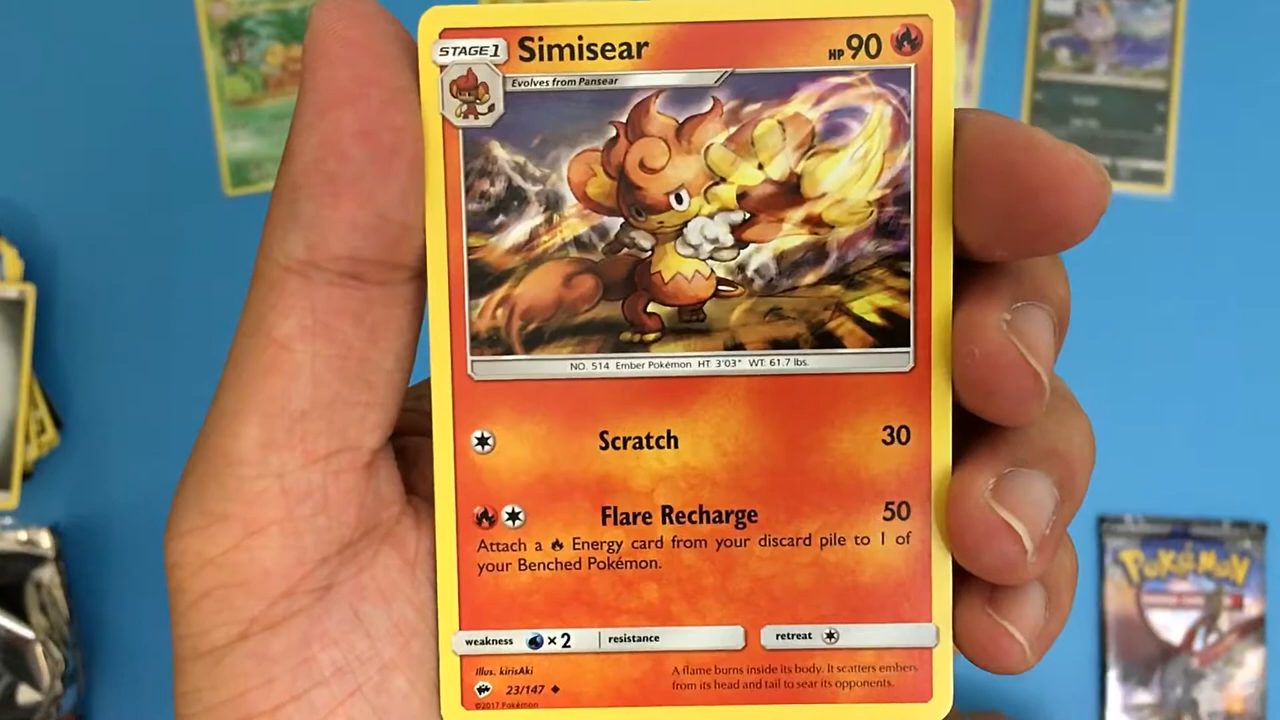 STAGE1 Simisear HP 90
Evolves from Pansear
NO. 514 Ember Pokémon HT: 3'03" WT: 61.7 lbs.
Scratch 30
Flare Recharge 50
Attach a Energy card from your discard pile to 1 of
your Benched Pokémon.
weakness ×2 resistance retreat
Illus. kirisAki
A flame burns inside its body. It scatters embers
from its head and tail to sear its opponents.
23/147
©2017 Pokémon
POKéMON